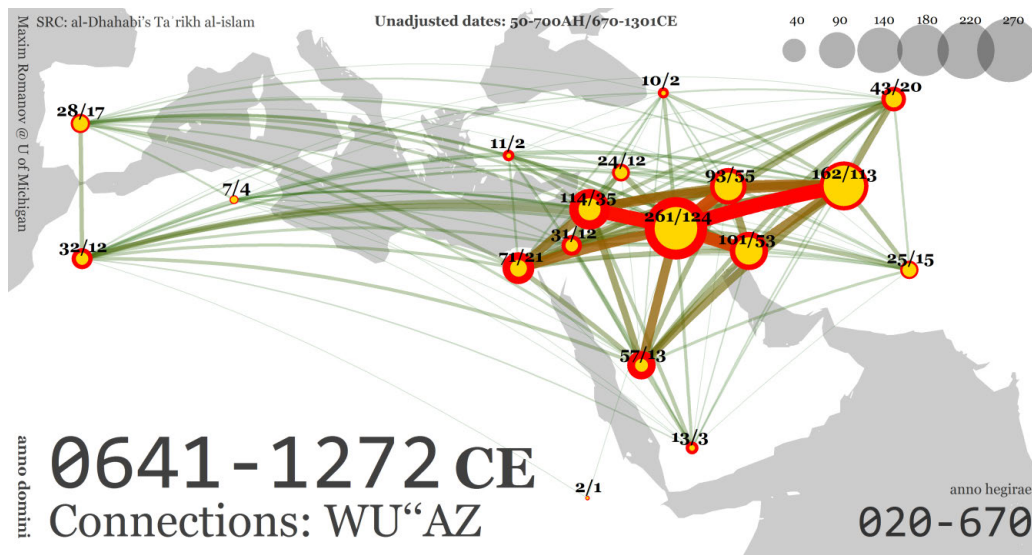 SRC: al-Dhahabi’s Taʾrikh al-islam
Unadjusted dates: 50-700AH/670-1301CE
40 90 140 180 220 270
Maxim Romanov @ U of Michigan
10/2
43/20
28/17
11/2
24/12
93/55
162/113
7/4
114/35
261/124
31/12
101/53
32/12
71/21
25/15
57/13
13/3
2/1
anno domini
0641-1272 CE
Connections: WU“AZ
anno hegirae
020-670